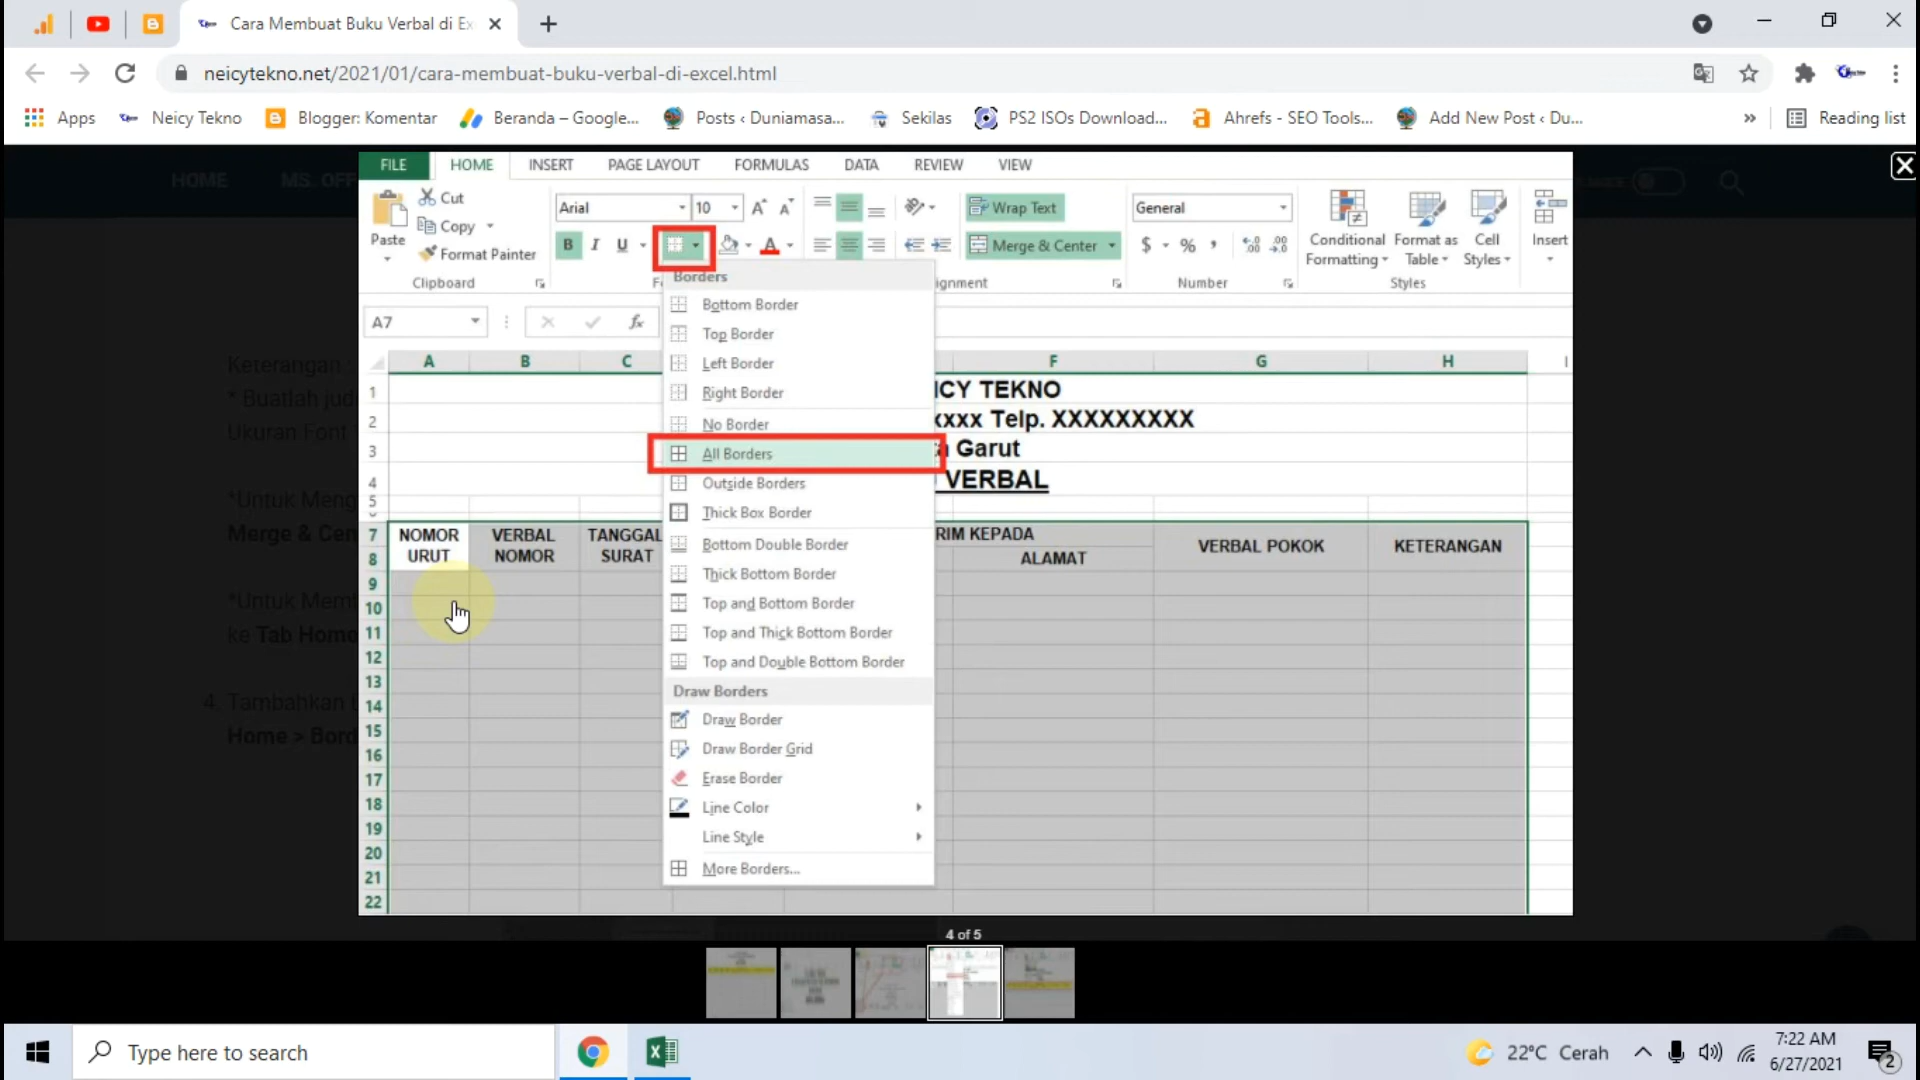 Cara Membuat Buku Verbal di Ex
neicytekno.net/2021/01/cara-membuat-buku-verbal-di-excel.html
Apps Neicy Tekno Blogger: Komentar Beranda – Google... Posts ‹ Duniamasa... Sekilas PS2 ISOs Download... Ahrefs - SEO Tools... Add New Post ‹ Du... » Reading list
HOME MS. OFF
FILE HOME INSERT PAGE LAYOUT FORMULAS DATA REVIEW VIEW
Cut
Copy
Format Painter
Paste
Clipboard
Arial 10
B I U A
Wrap Text
Merge & Center
ignment
General
$ % ,
Number
Conditional Formatting
Format as Table
Cell Styles
Styles
Insert
A7 fx
Borders
Bottom Border
Top Border
Left Border
Right Border
No Border
All Borders
Outside Borders
Thick Box Border
Bottom Double Border
Thick Bottom Border
Top and Bottom Border
Top and Thick Bottom Border
Top and Double Bottom Border
Draw Borders
Draw Border
Draw Border Grid
Erase Border
Line Color
Line Style
More Borders...
A B C F G H I
1 ICY TEKNO
2 xxxx Telp. XXXXXXXXX
3 Garut
4 VERBAL
5
7 NOMOR VERBAL TANGGAL RIM KEPADA VERBAL POKOK KETERANGAN
8 URUT NOMOR SURAT ALAMAT
9
10
11
12
13
14
15
16
17
18
19
20
21
22
Keterangan :
* Buatlah jud
Ukuran Font
*Untuk Meng
Merge & Cen
*Untuk Memb
ke Tab Home
4. Tambahkan
Home > Bord
4 of 5
Type here to search
22°C Cerah
7:22 AM
6/27/2021
2